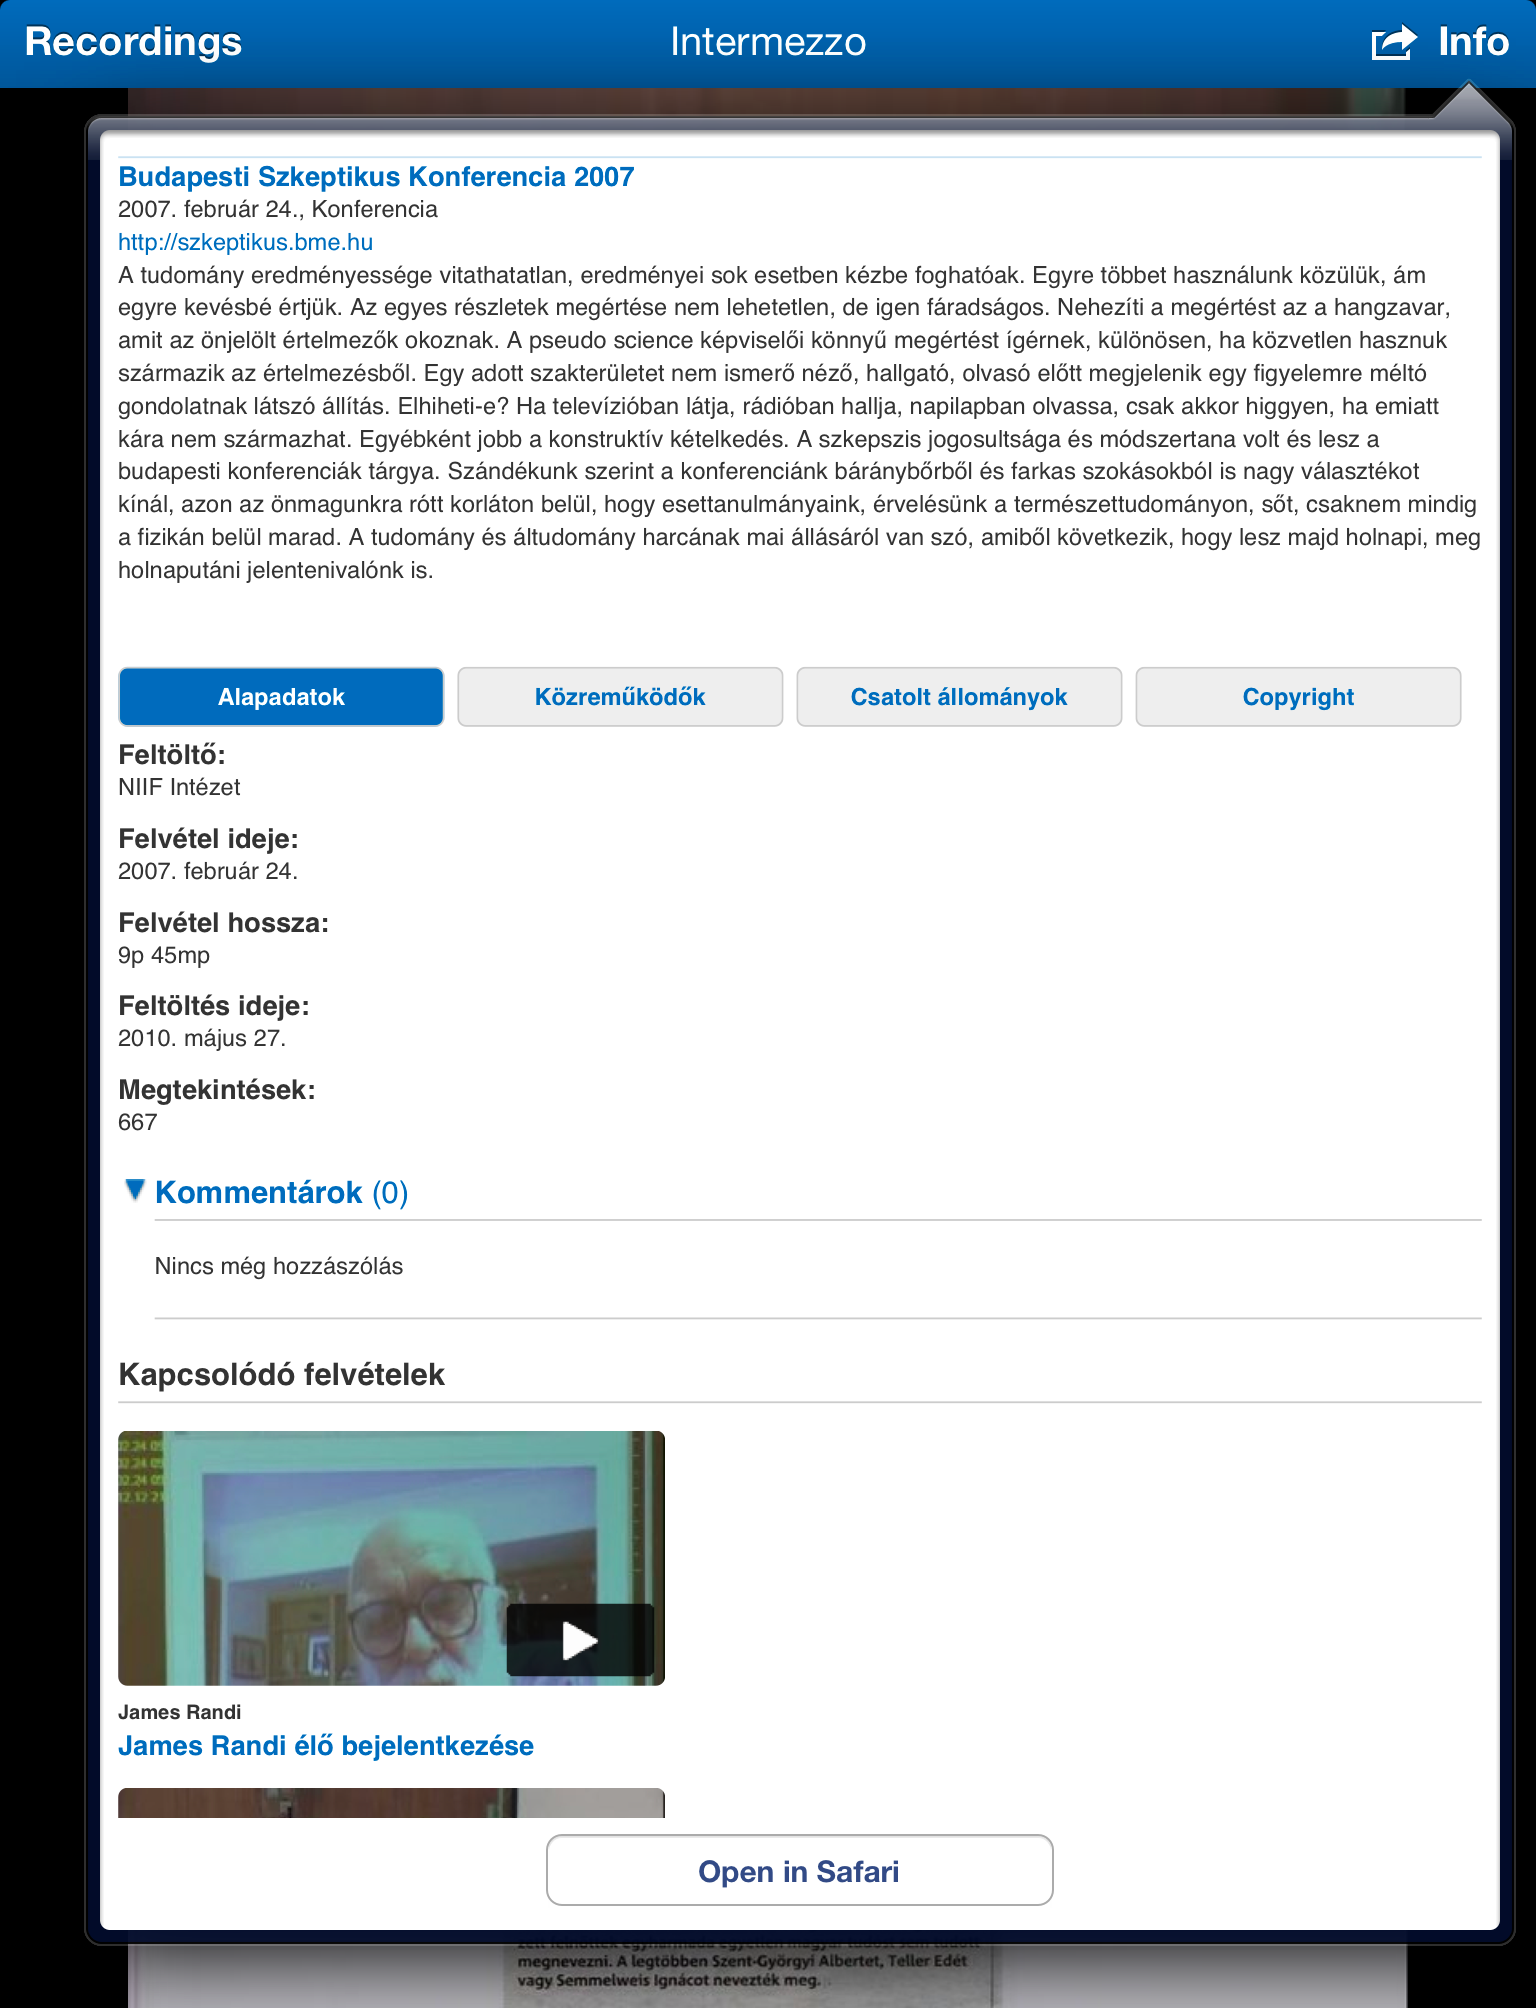 Recordings
Intermezzo
Info
Budapesti Szkeptikus Konferencia 2007
2007. február 24., Konferencia
http://szkeptikus.bme.hu
A tudomány eredményessége vitathatatlan, eredményei sok esetben kézbe foghatóak. Egyre többet használunk közülük, ám
egyre kevésbé értjük. Az egyes részletek megértése nem lehetetlen, de igen fáradságos. Nehezíti a megértést az a hangzavar,
amit az önjelölt értelmezők okoznak. A pseudo science képviselői könnyű megértést ígérnek, különösen, ha közvetlen hasznuk
származik az értelmezésből. Egy adott szakterületet nem ismerő néző, hallgató, olvasó előtt megjelenik egy figyelemre méltó
gondolatnak látszó állítás. Elhiheti-e? Ha televízióban látja, rádióban hallja, napilapban olvassa, csak akkor higgyen, ha emiatt
kára nem származhat. Egyébként jobb a konstruktív kételkedés. A szkepszis jogosultsága és módszertana volt és lesz a
budapesti konferenciák tárgya. Szándékunk szerint a konferenciánk báránybőrből és farkas szokásokból is nagy választékot
kínál, azon az önmagunkra rótt korláton belül, hogy esettanulmányaink, érvelésünk a természettudományon, sőt, csaknem mindig
a fizikán belül marad. A tudomány és áltudomány harcának mai állásáról van szó, amiből következik, hogy lesz majd holnapi, meg
holnaputáni jelentenivalónk is.
Alapadatok
Közreműködők
Csatolt állományok
Copyright
Feltöltő:
NIIF Intézet
Felvétel ideje:
2007. február 24.
Felvétel hossza:
9p 45mp
Feltöltés ideje:
2010. május 27.
Megtekintések:
667
Kommentárok (0)
Nincs még hozzászólás
Kapcsolódó felvételek
James Randi
James Randi élő bejelentkezése
Open in Safari
megnevezni. A legtöbben Szent-Györgyi Albertet, Teller Edét
vagy Semmelweis Ignácot nevezték meg.